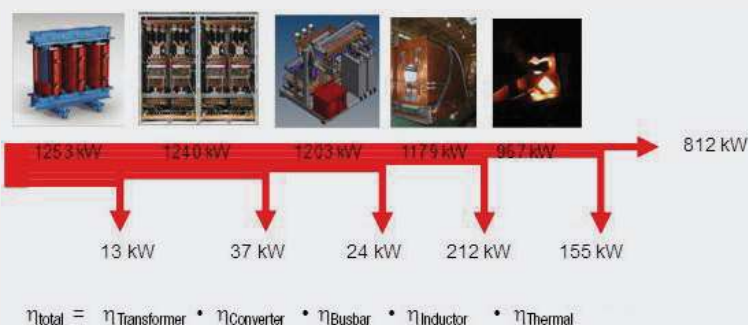 1253 kW 1240 kW 1203 kW 1179 kW 967 kW 812 kW
13 kW 37 kW 24 kW 212 kW 155 kW
ηtotal = ηTransformer • ηConverter • ηBusbar • ηInductor • ηThermal